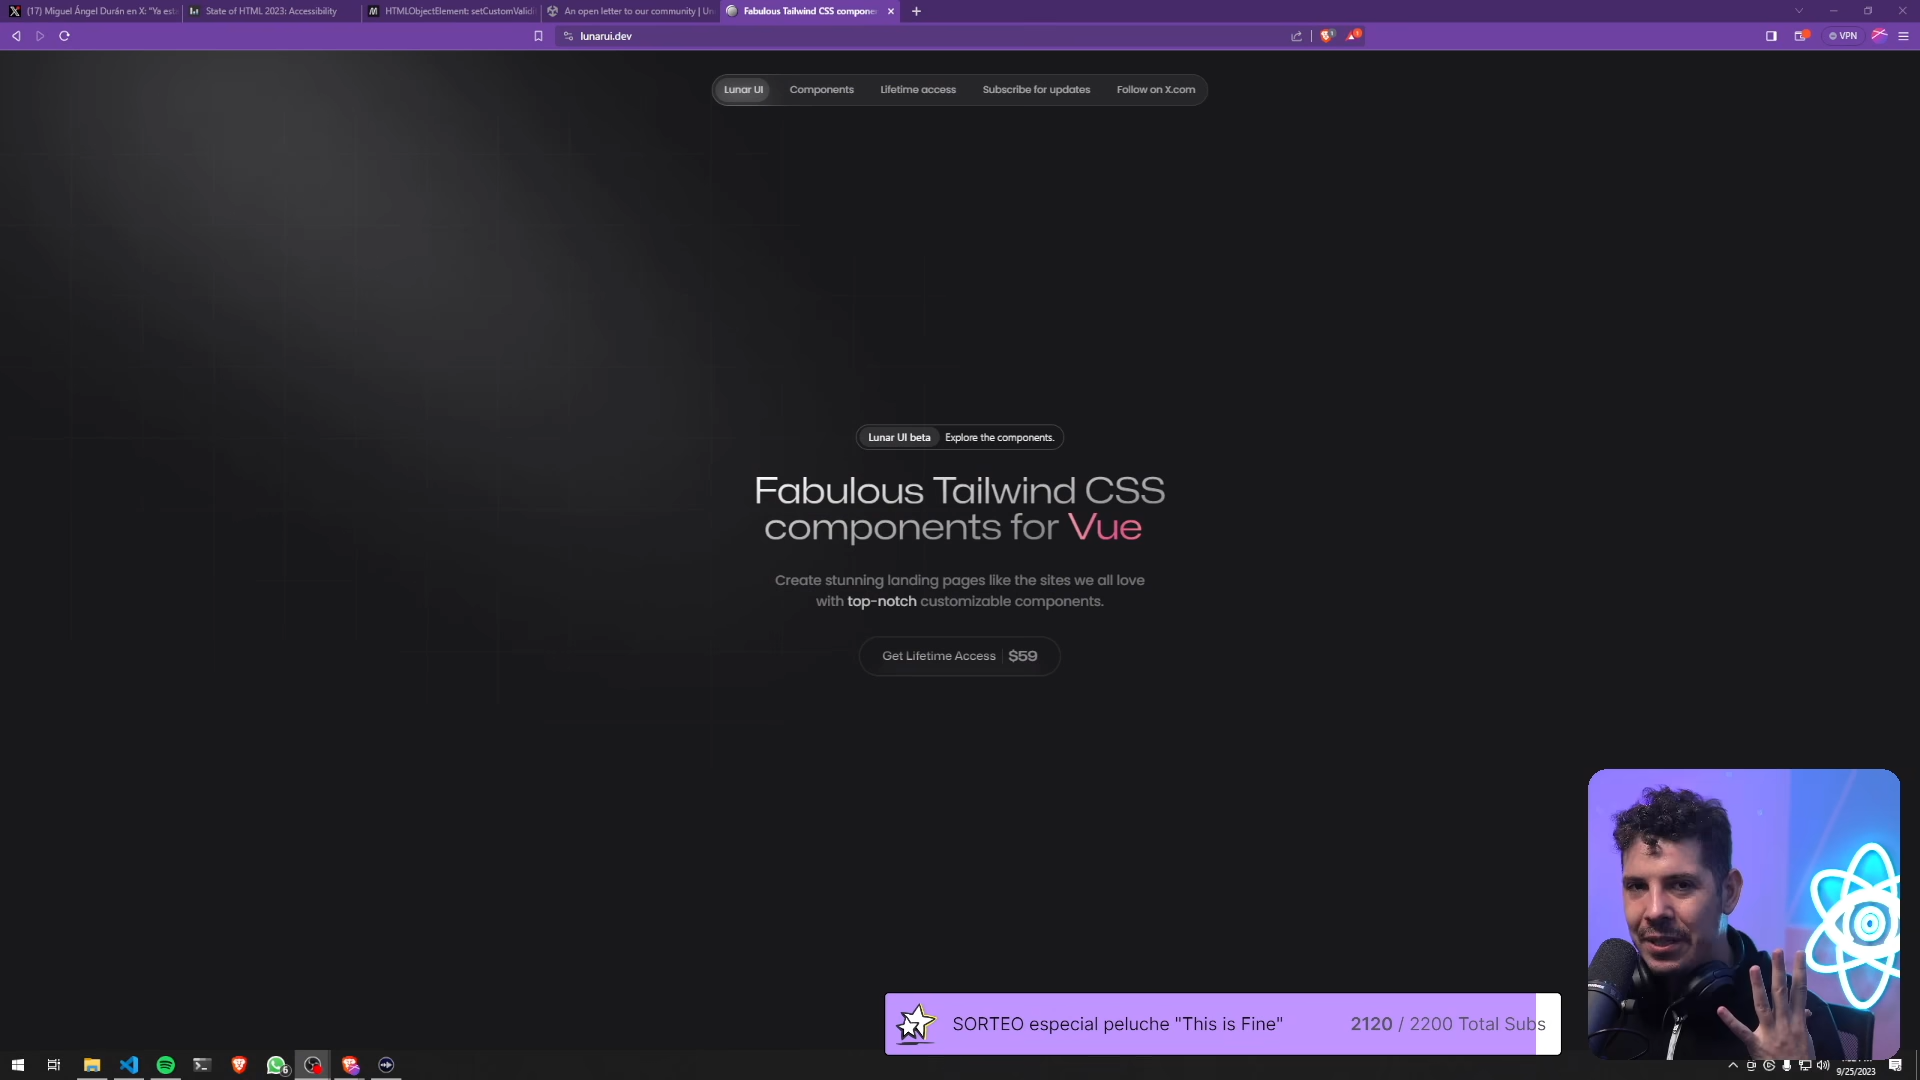 (17) Miguel Ángel Durán en X: "Ya est
State of HTML 2023: Accessibility
HTMLObjectElement: setCustomValidi
An open letter to our community | Un
Fabulous Tailwind CSS compone
lunarui.dev
1
1
VPN
Lunar UI
Components
Lifetime access
Subscribe for updates
Follow on X.com
Lunar UI beta
Explore the components.
Fabulous Tailwind CSS
components for Vue
Create stunning landing pages like the sites we all love
with top-notch customizable components.
Get Lifetime Access | $59
SORTEO especial peluche "This is Fine"
2120 / 2200 Total Subs
6
9/25/2023